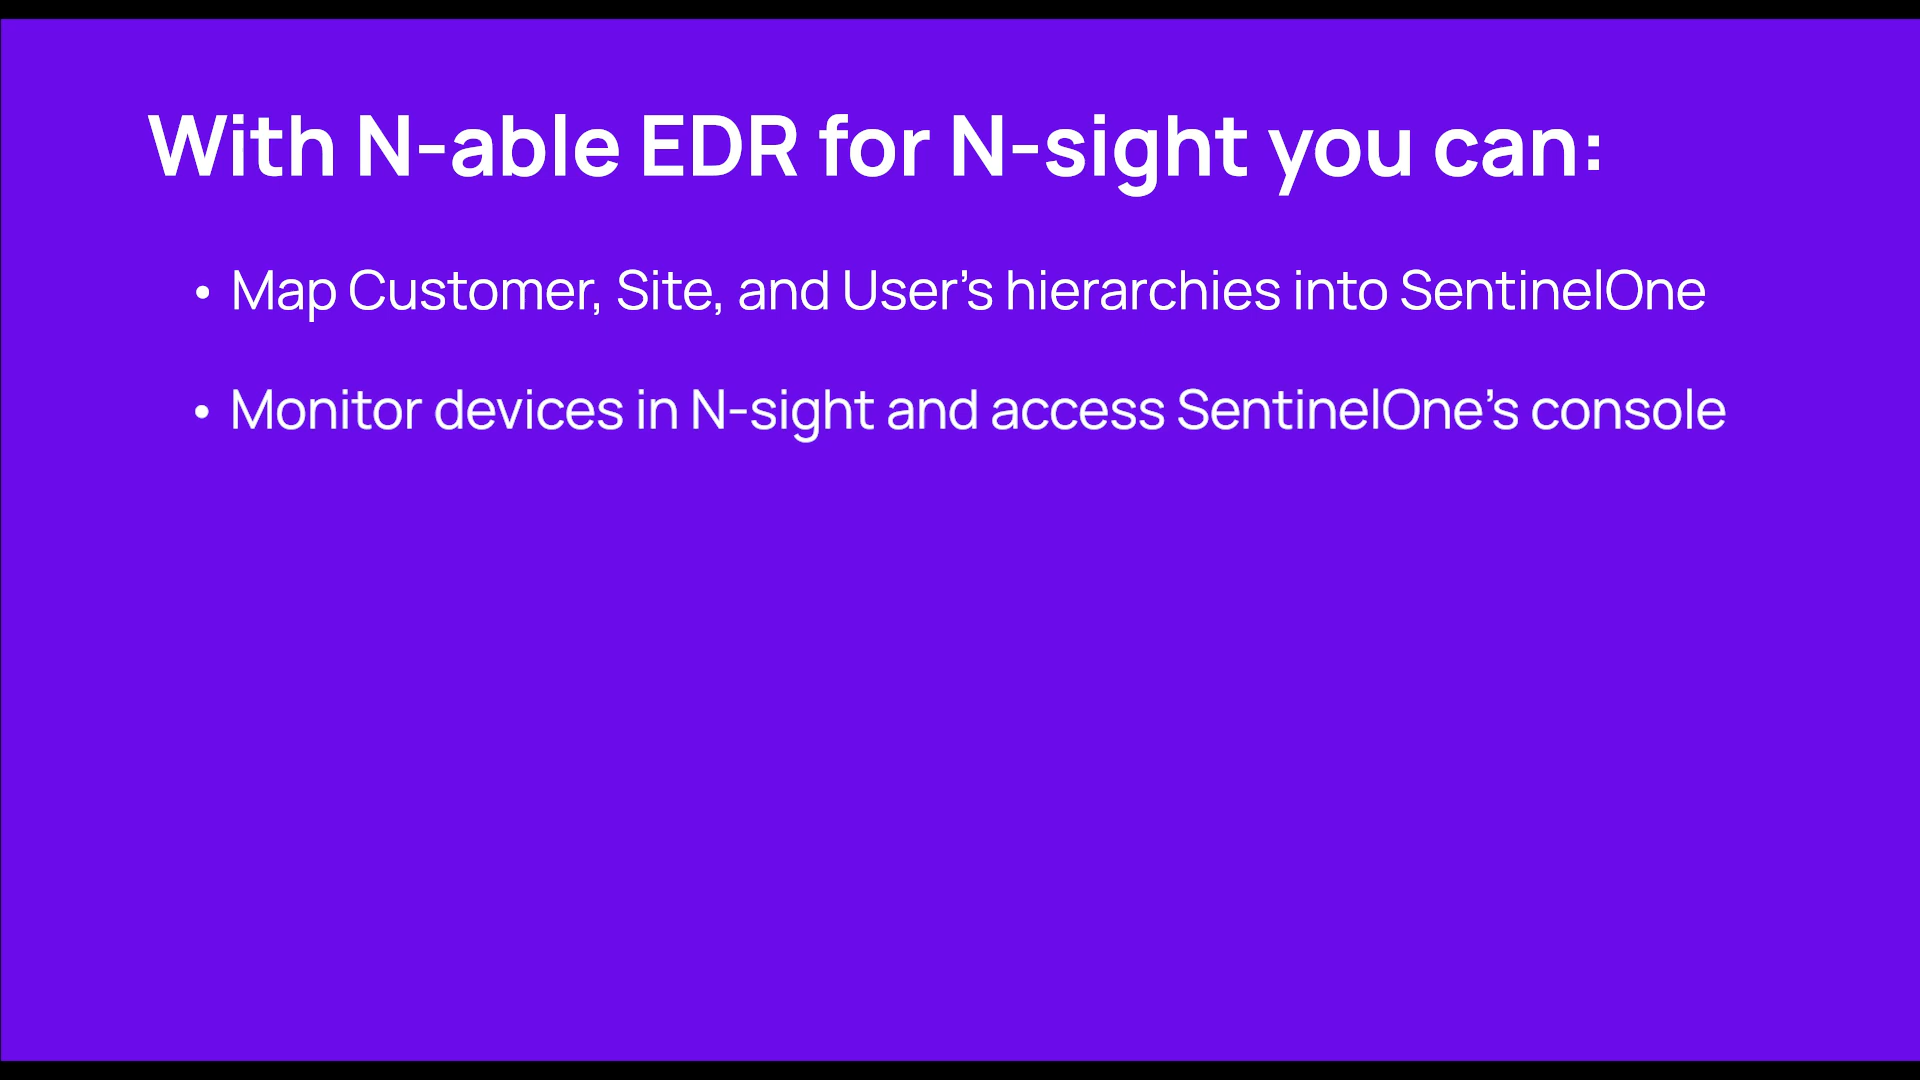 With N-able EDR for N-sight you can:
• Map Customer, Site, and User’s hierarchies into SentinelOne
• Monitor devices in N-sight and access SentinelOne’s console